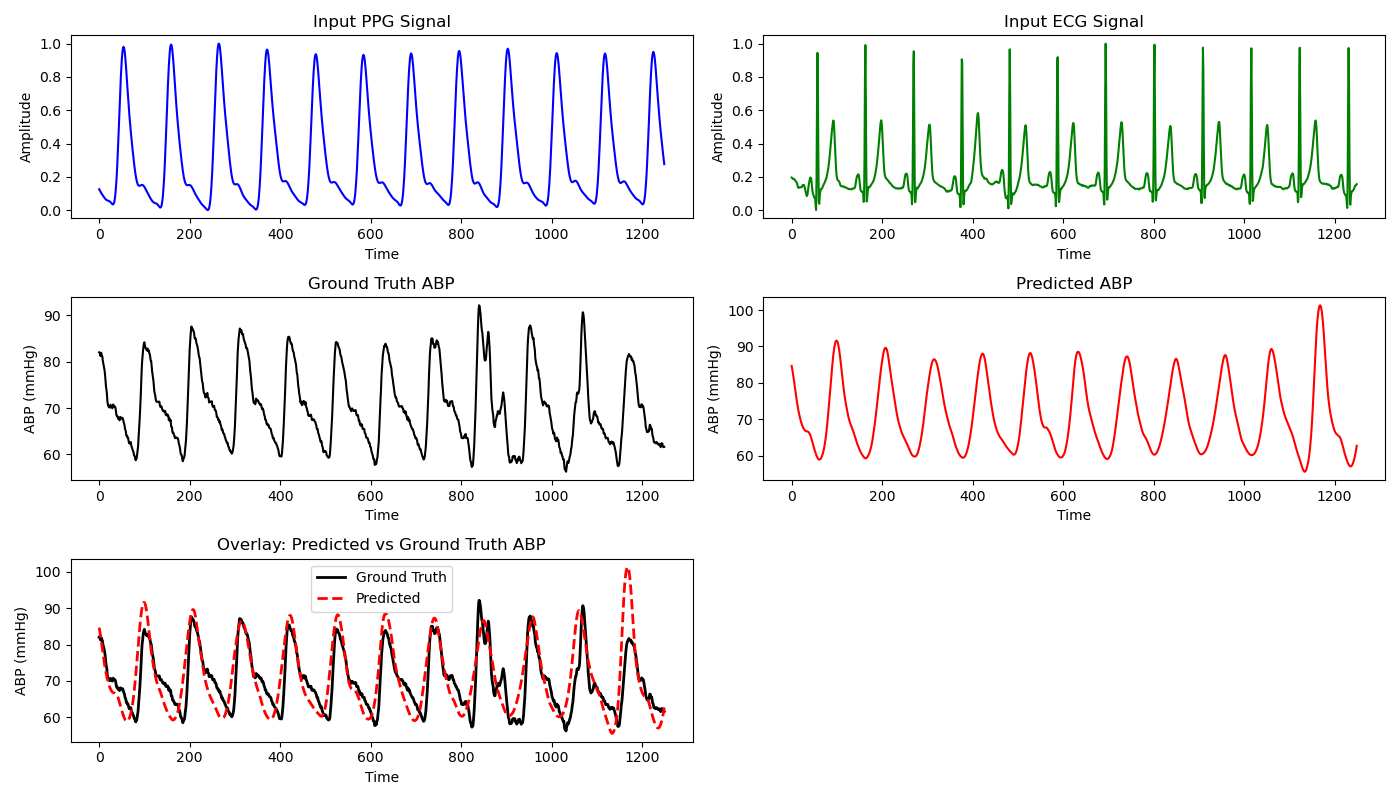 Input PPG Signal
Amplitude
1.0
0.8
0.6
0.4
0.2
0.0
0 200 400 600 800 1000 1200
Time
Input ECG Signal
Amplitude
1.0
0.8
0.6
0.4
0.2
0.0
0 200 400 600 800 1000 1200
Time
Ground Truth ABP
ABP (mmHg)
90
80
70
60
0 200 400 600 800 1000 1200
Time
Predicted ABP
ABP (mmHg)
100
90
80
70
60
0 200 400 600 800 1000 1200
Time
Overlay: Predicted vs Ground Truth ABP
ABP (mmHg)
100
90
80
70
60
Ground Truth
Predicted
0 200 400 600 800 1000 1200
Time